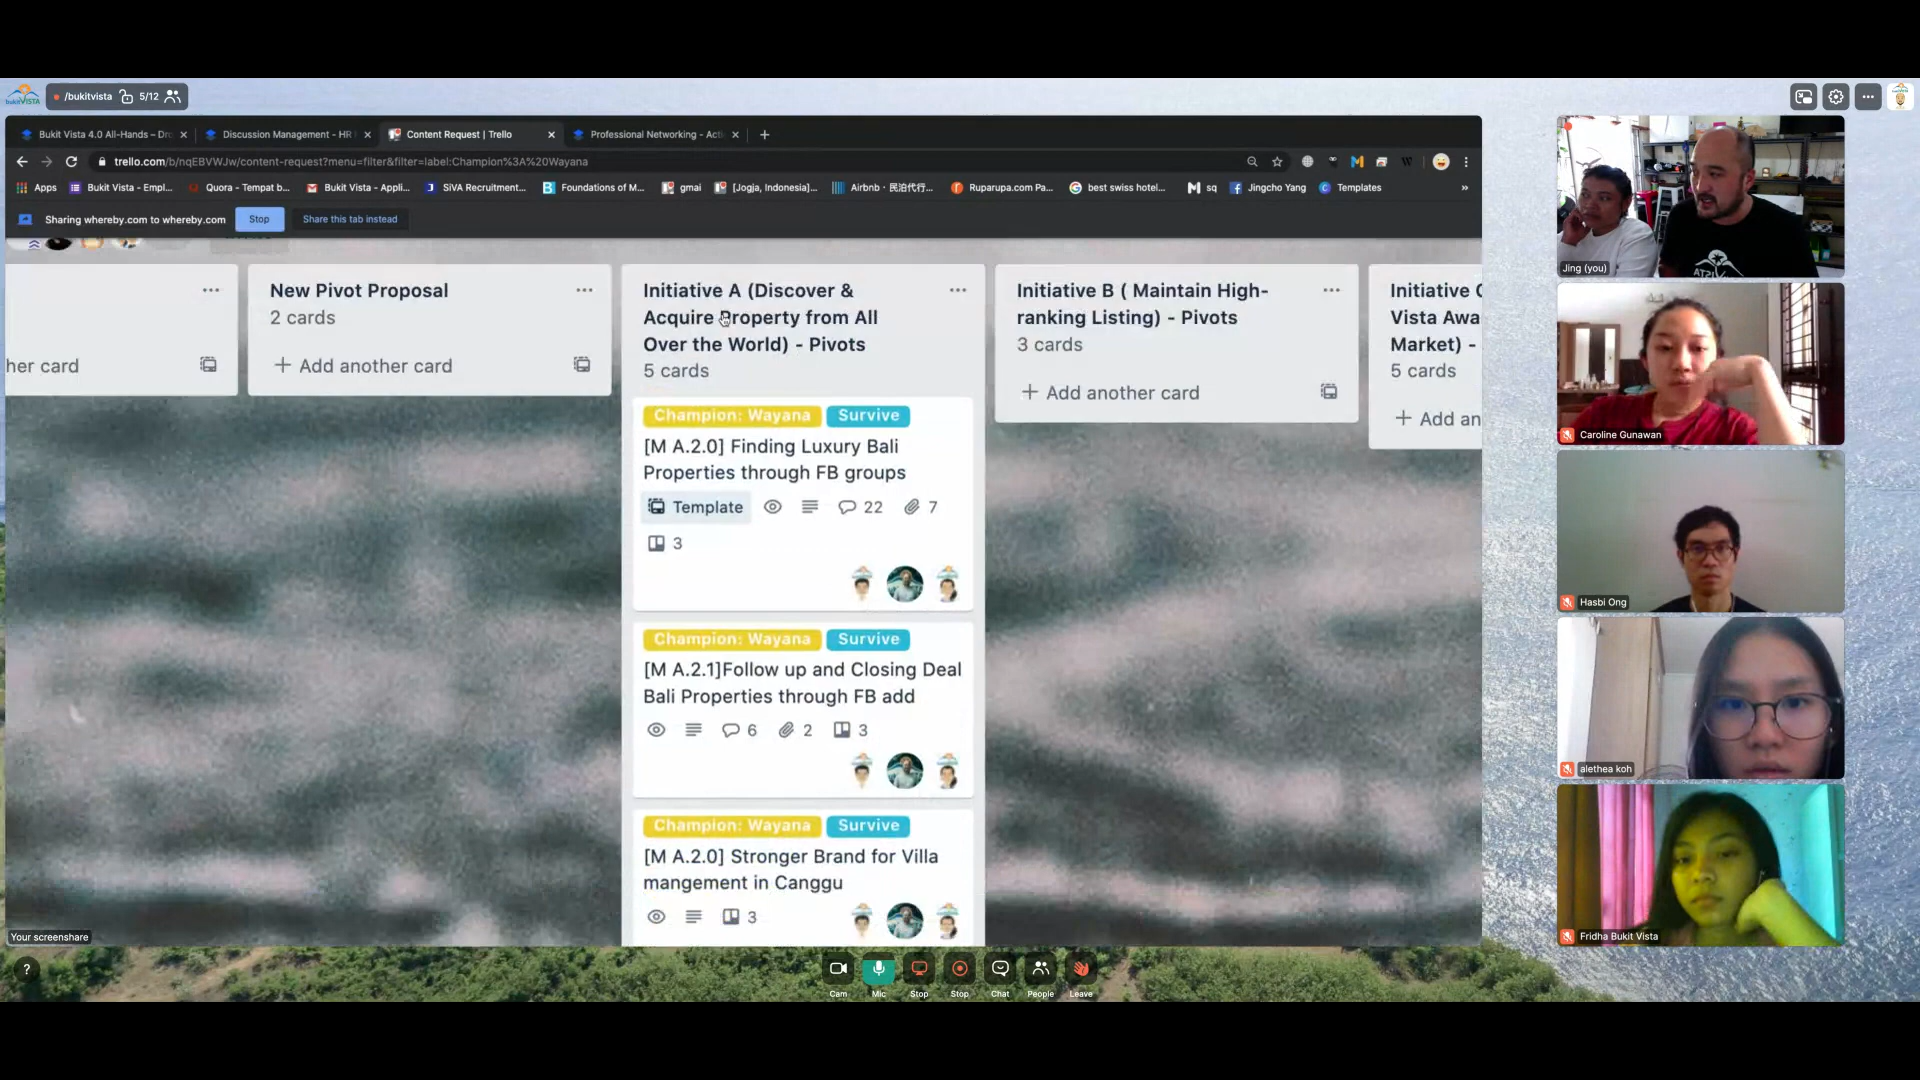 /bukitvista 5/12
Bukit Vista 4.0 All-Hands – Dr
Discussion Management - HR
Content Request | Trello
Professional Networking - Acti
trello.com/b/nqEBVWJw/content-request?menu=filter&filter=label:Champion%3A%20Wayana
Apps
Bukit Vista - Empl...
Quora - Tempat b...
Bukit Vista - Appli...
SiVA Recruitment...
Foundations of M...
gmai
[Jogja, Indonesia]...
Airbnb · 民泊代行...
Ruparupa.com Pa...
best swiss hotel...
sq
Jingcho Yang
Templates
Sharing whereby.com to whereby.com
Stop
Share this tab instead
her card
New Pivot Proposal
2 cards
+ Add another card
Initiative A (Discover &
Acquire Property from All
Over the World) - Pivots
5 cards
Champion: Wayana Survive
[M A.2.0] Finding Luxury Bali
Properties through FB groups
Template 22 7
3
Champion: Wayana Survive
[M A.2.1]Follow up and Closing Deal
Bali Properties through FB add
6 2 3
Champion: Wayana Survive
[M A.2.0] Stronger Brand for Villa
mangement in Canggu
3
Initiative B ( Maintain High-
ranking Listing) - Pivots
3 cards
+ Add another card
Initiative
Vista Awa
Market) -
5 cards
+ Add an
Your screenshare
Jing (you)
Caroline Gunawan
Hasbi Ong
alethea koh
Fridha Bukit Vista
?
Cam
Mic
Stop
Stop
Chat
People
Leave